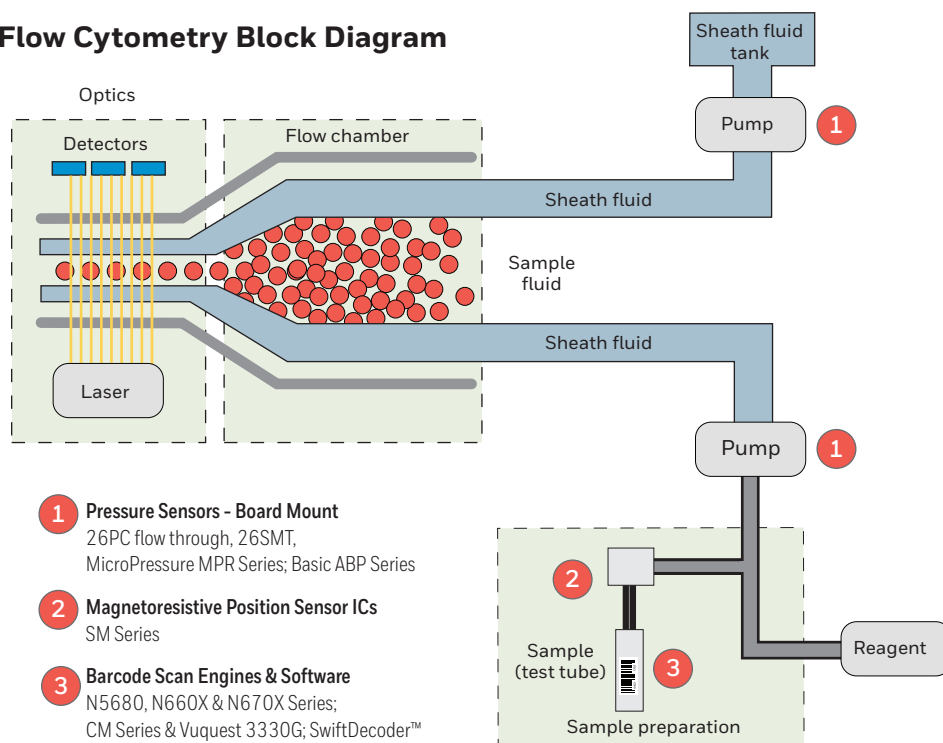 Flow Cytometry Block Diagram
Sheath fluid
tank
Optics
Pump
1
Detectors
Flow chamber
Sheath fluid
Sample
fluid
Sheath fluid
Laser
Pump
1
1
Pressure Sensors - Board Mount
26PC flow through, 26SMT,
MicroPressure MPR Series; Basic ABP Series
2
Magnetoresistive Position Sensor ICs
SM Series
3
Barcode Scan Engines & Software
N5680, N660X & N670X Series;
CM Series & Vuquest 3330G; SwiftDecoder™
2
Sample
(test tube)
3
Reagent
Sample preparation